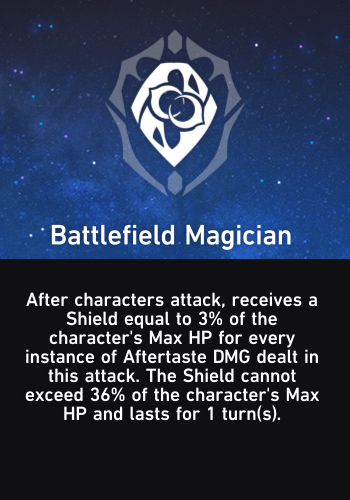 Battlefield Magician
After characters attack, receives a
Shield equal to 3% of the
character's Max HP for every
instance of Aftertaste DMG dealt in
this attack. The Shield cannot
exceed 36% of the character's Max
HP and lasts for 1 turn(s).